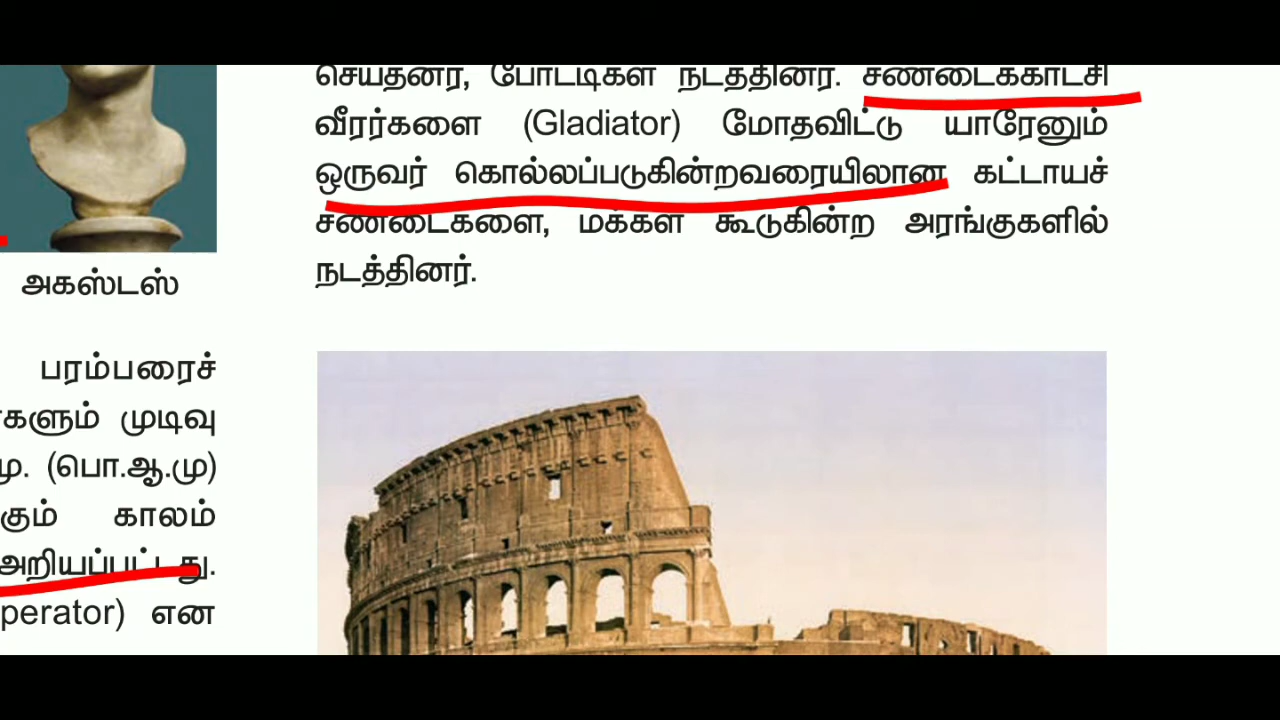 அகஸ்டஸ்
பரம்பரைச்
களும் முடிவு
மு. (பொ.ஆ.மு)
கும் காலம்
அறியப்பட்டது.
perator) என
செய்தனர், போட்டிகள் நடத்தினர். சண்டைக்காட்சி
வீரர்களை (Gladiator) மோதவிட்டு யாரேனும்
ஒருவர் கொல்லப்படுகின்றவரையிலான கட்டாயச்
சண்டைகளை, மக்கள் கூடுகின்ற அரங்குகளில்
நடத்தினர்.